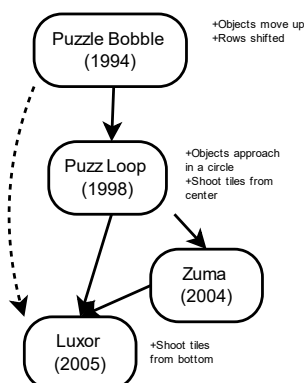 Puzzle Bobble
(1994)
+Objects move up
+Rows shifted
Puzz Loop
(1998)
+Objects approach
in a circle
+Shoot tiles from
center
Zuma
(2004)
Luxor
(2005)
+Shoot tiles
from bottom